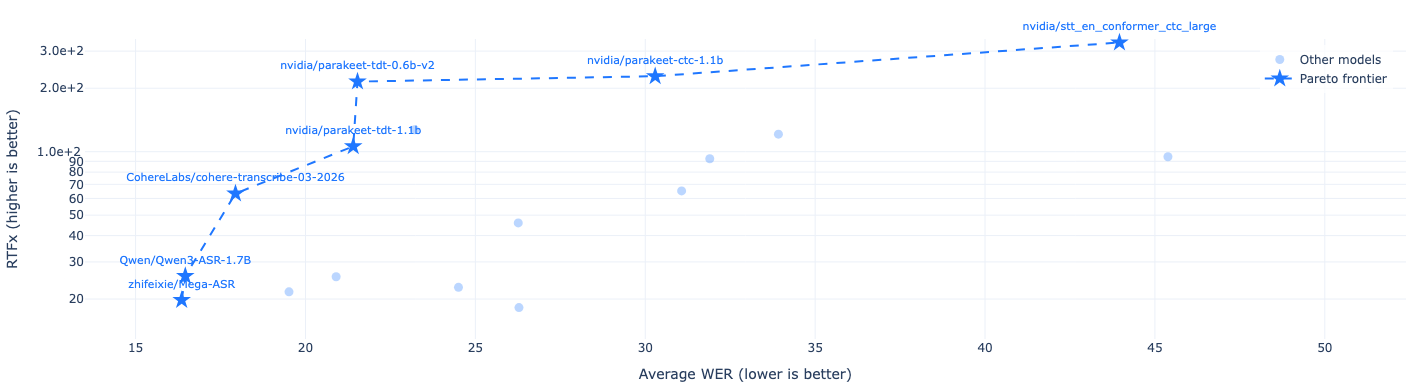 nvidia/stt_en_conformer_ctc_large
3.0e+2
nvidia/parakeet-ctc-1.1b
Other models
nvidia/parakeet-tdt-0.6b-v2
Pareto frontier
2.0e+2
nvidia/parakeet-tdt-1.1b
1.0e+2
90
80
CohereLabs/cohere-transcribe-03-2026
70
60
50
40
Qwen/Qwen3-ASR-1.7B
30
zhifeixie/Mega-ASR
20
RTFx (higher is better)
15 20 25 30 35 40 45 50
Average WER (lower is better)